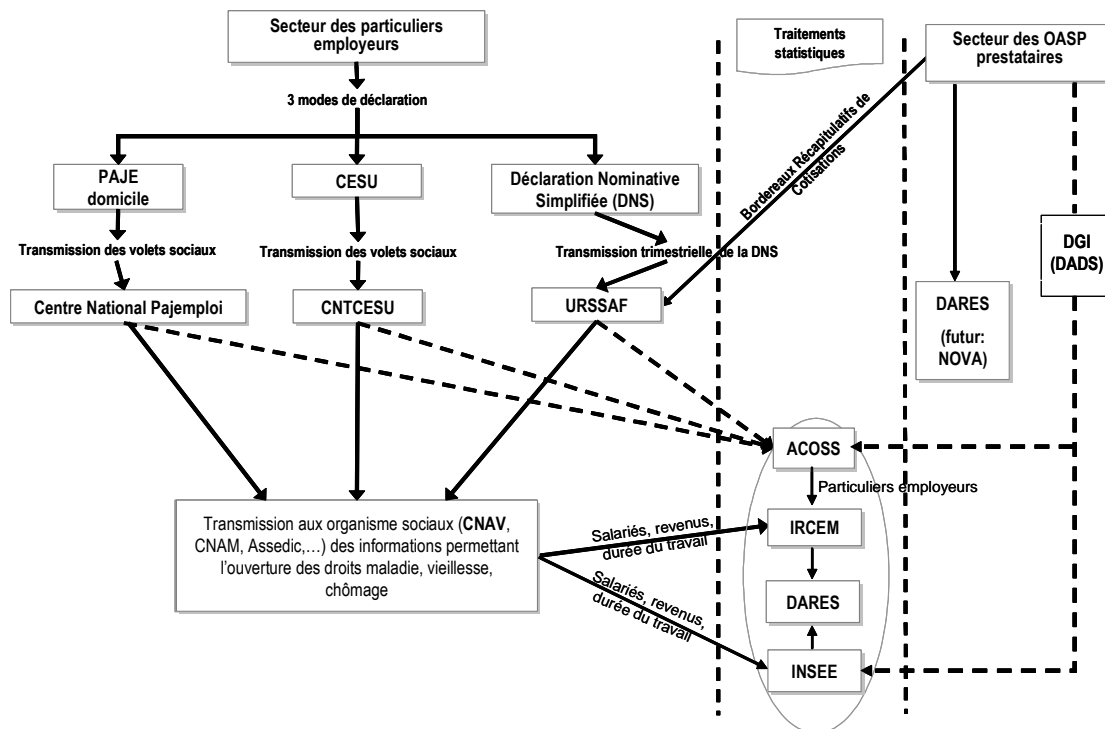 Secteur des particuliers
employeurs
3 modes de déclaration
PAJE
domicile
CESU
Déclaration Nominative
Simplifiée (DNS)
Transmission des volets sociaux
Transmission des volets sociaux
Transmission trimestrielle de la DNS
Centre National Pajemploi
CNTCESU
URSSAF
Transmission aux organisme sociaux (CNAV,
CNAM, Assedic,…) des informations permettant
l'ouverture des droits maladie, vieillesse,
chômage
Salariés, revenus,
durée du travail
Salariés, revenus,
durée du travail
Traitements
statistiques
Bordereaux Récapitulatifs de
Cotisations
ACOSS
Particuliers employeurs
IRCEM
DARES
INSEE
Secteur des OASP
prestataires
DARES
(futur:
NOVA)
DGI
(DADS)